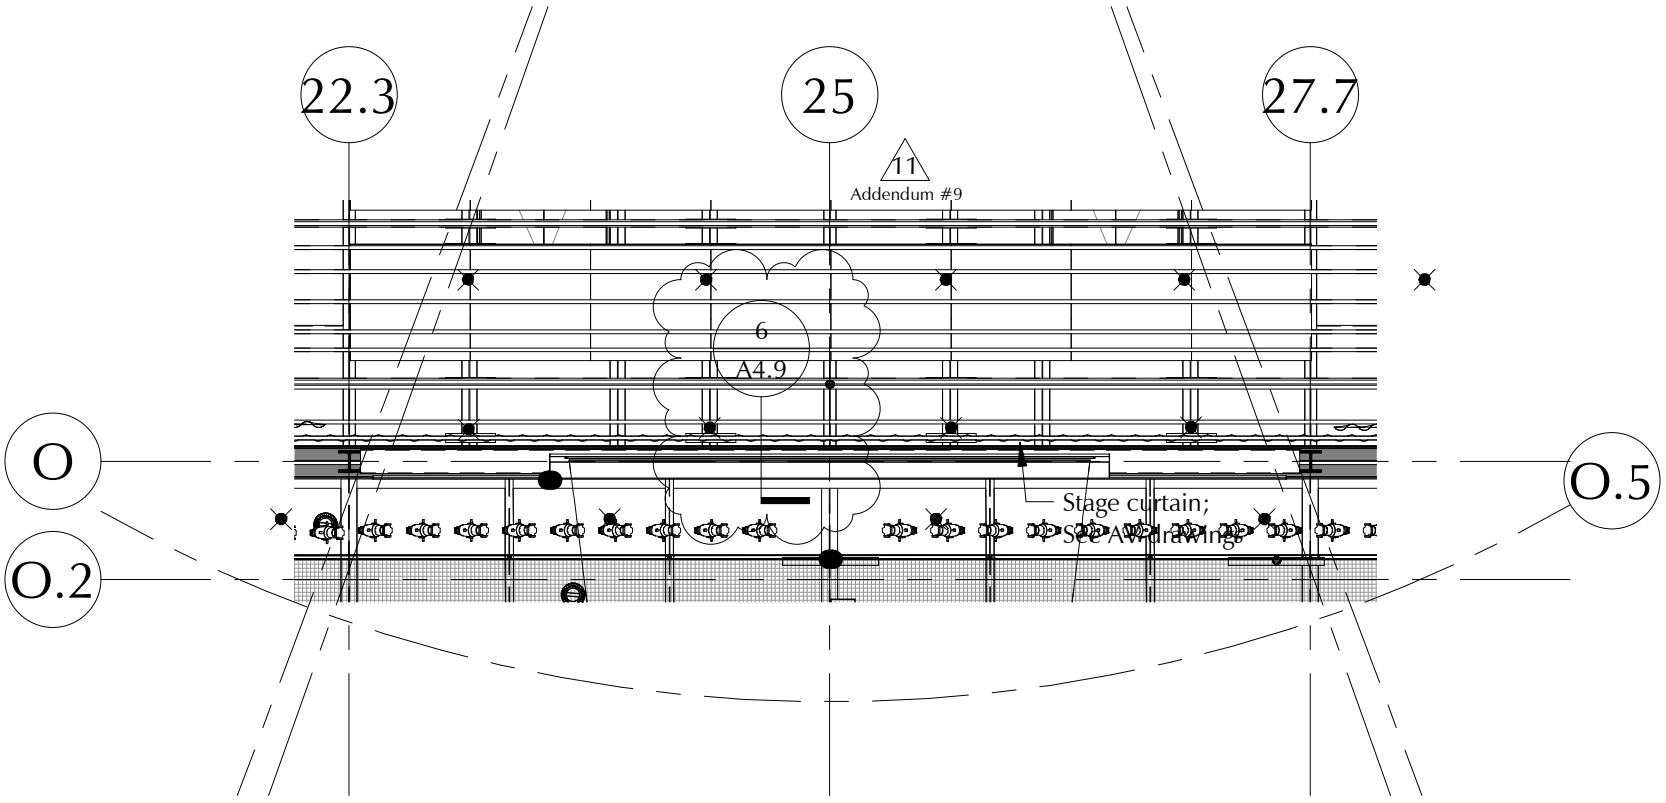 22.3
25
27.7
11
Addendum #9
6
A4.9
O
O.5
Stage curtain;
See AV drawings
O.2